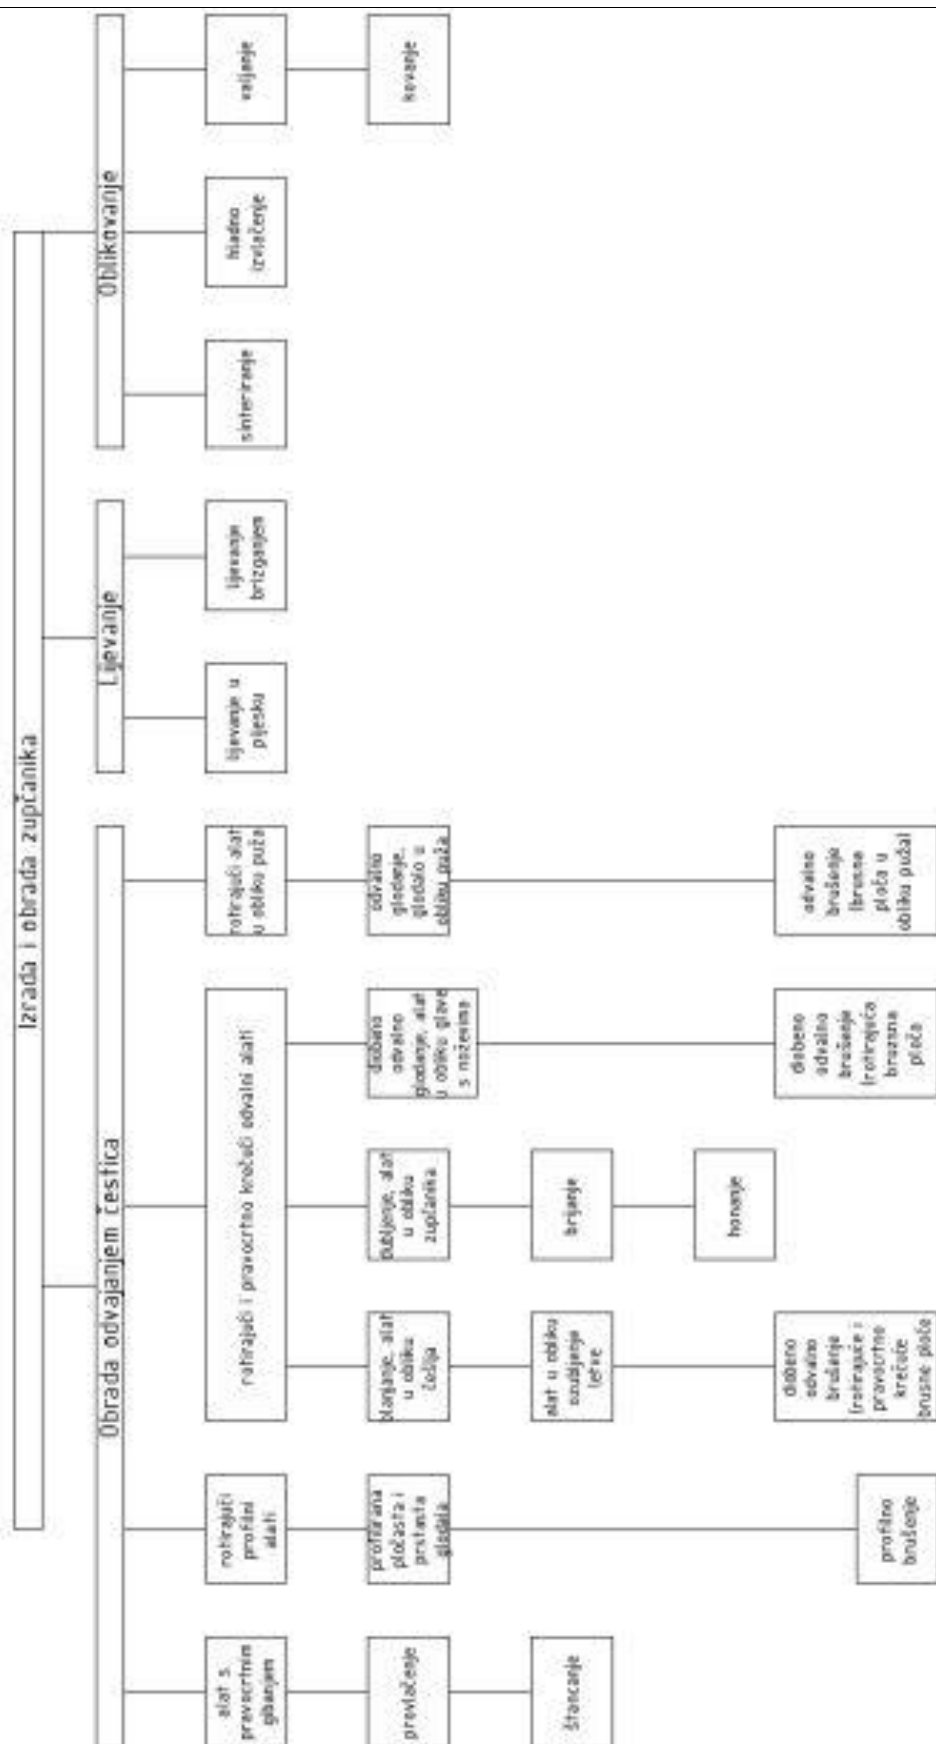 Izrada i obrada zupčanika
Obrada odvajanjem čestica
Lijevanje
Oblikovanje
alat s
pravocrtnim
gibanjem
rotirajući
profilni
alati
rotirajući i pravocrtno krečući odvalni alati
rotirajući alat
u obliku puža
lijevanje u
pijesku
lijevanje
brizganjem
sinteriranje
hladno
izvlačenje
valjanje
provlačenje
profilirana
pločasta i
prstasta
glodala
blanjanje, alat
u obliku
češlja
dubljenje, alat
u obliku
zupčanika
diobeno
odvalno
glodanje, alat
u obliku glave
s noževima
odvalno
glodanje,
glodalo u
obliku puža
kovanje
štancanje
alat u obliku
ozubljenje
letve
brijanje
honanje
profilno
brušenje
diobeno
odvalno
brušenje
(rotirajuće i
pravocrtno
krečuće
brusne ploče
diobeno
odvalno
brušenje
(rotirajuća
brusna
ploča
odvalno
brušenje
(brusna
ploča u
obliku puža)